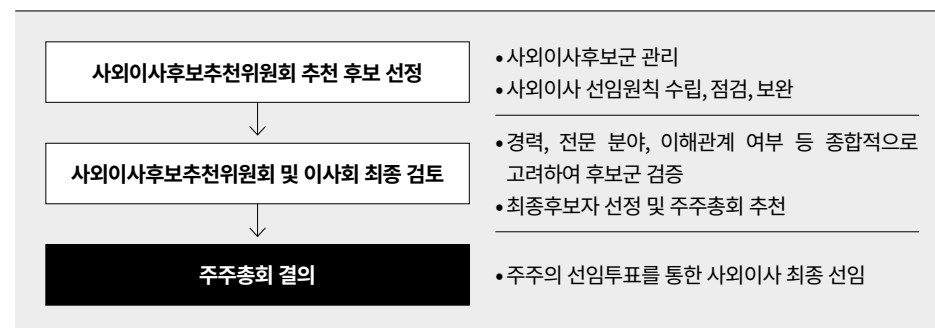 사외이사후보추천위원회 추천 후보 선정
• 사외이사후보군 관리
• 사외이사 선임원칙 수립, 점검, 보완
사외이사후보추천위원회 및 이사회 최종 검토
• 경력, 전문 분야, 이해관계 여부 등 종합적으로
고려하여 후보군 검증
• 최종후보자 선정 및 주주총회 추천
주주총회 결의
• 주주의 선임투표를 통한 사외이사 최종 선임